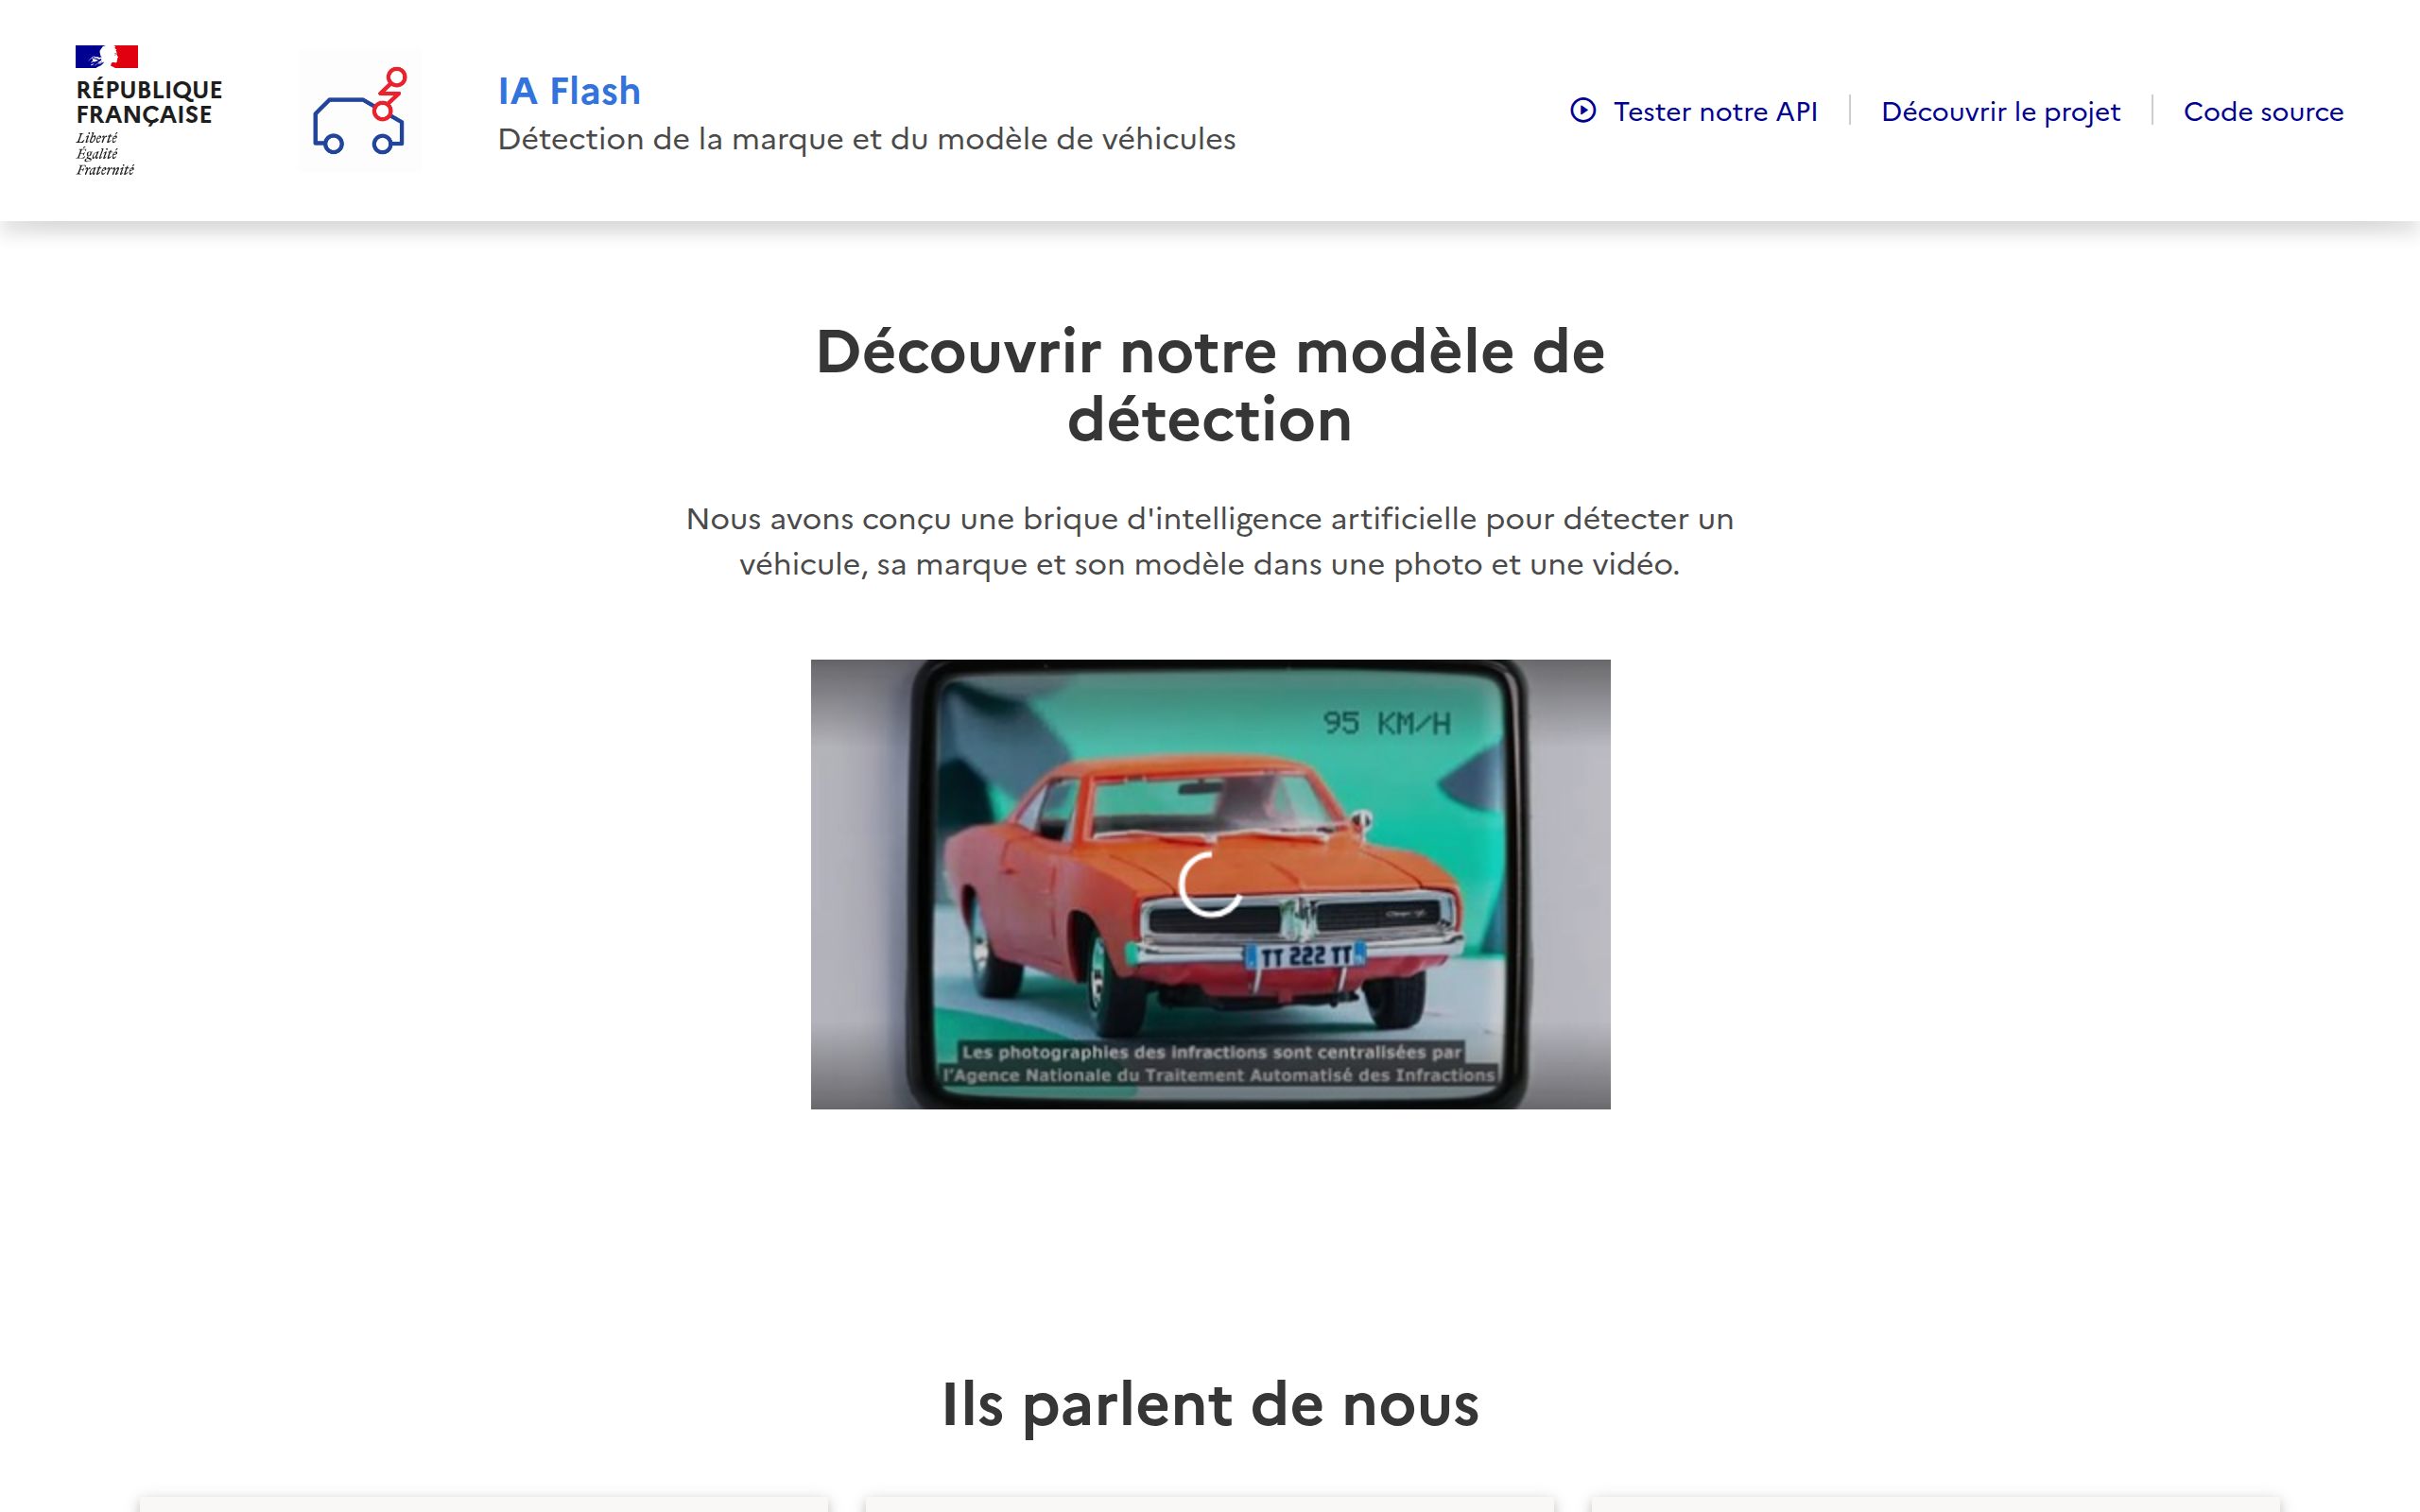 RÉPUBLIQUE
FRANÇAISE
Liberté
Égalité
Fraternité
IA Flash
Détection de la marque et du modèle de véhicules
Tester notre API
Découvrir le projet
Code source
Découvrir notre modèle de
détection
Nous avons conçu une brique d'intelligence artificielle pour détecter un
véhicule, sa marque et son modèle dans une photo et une vidéo.
95 KM/H
TT 222 TT
Les photographies des infractions sont centralisées par
l'Agence Nationale du Traitement Automatisé des Infractions
Ils parlent de nous